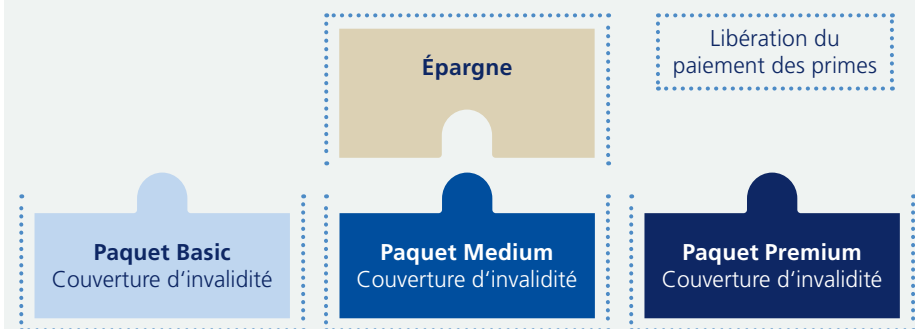 Épargne
Libération du
paiement des primes
Paquet Basic
Couverture d‘invalidité
Paquet Medium
Couverture d‘invalidité
Paquet Premium
Couverture d‘invalidité